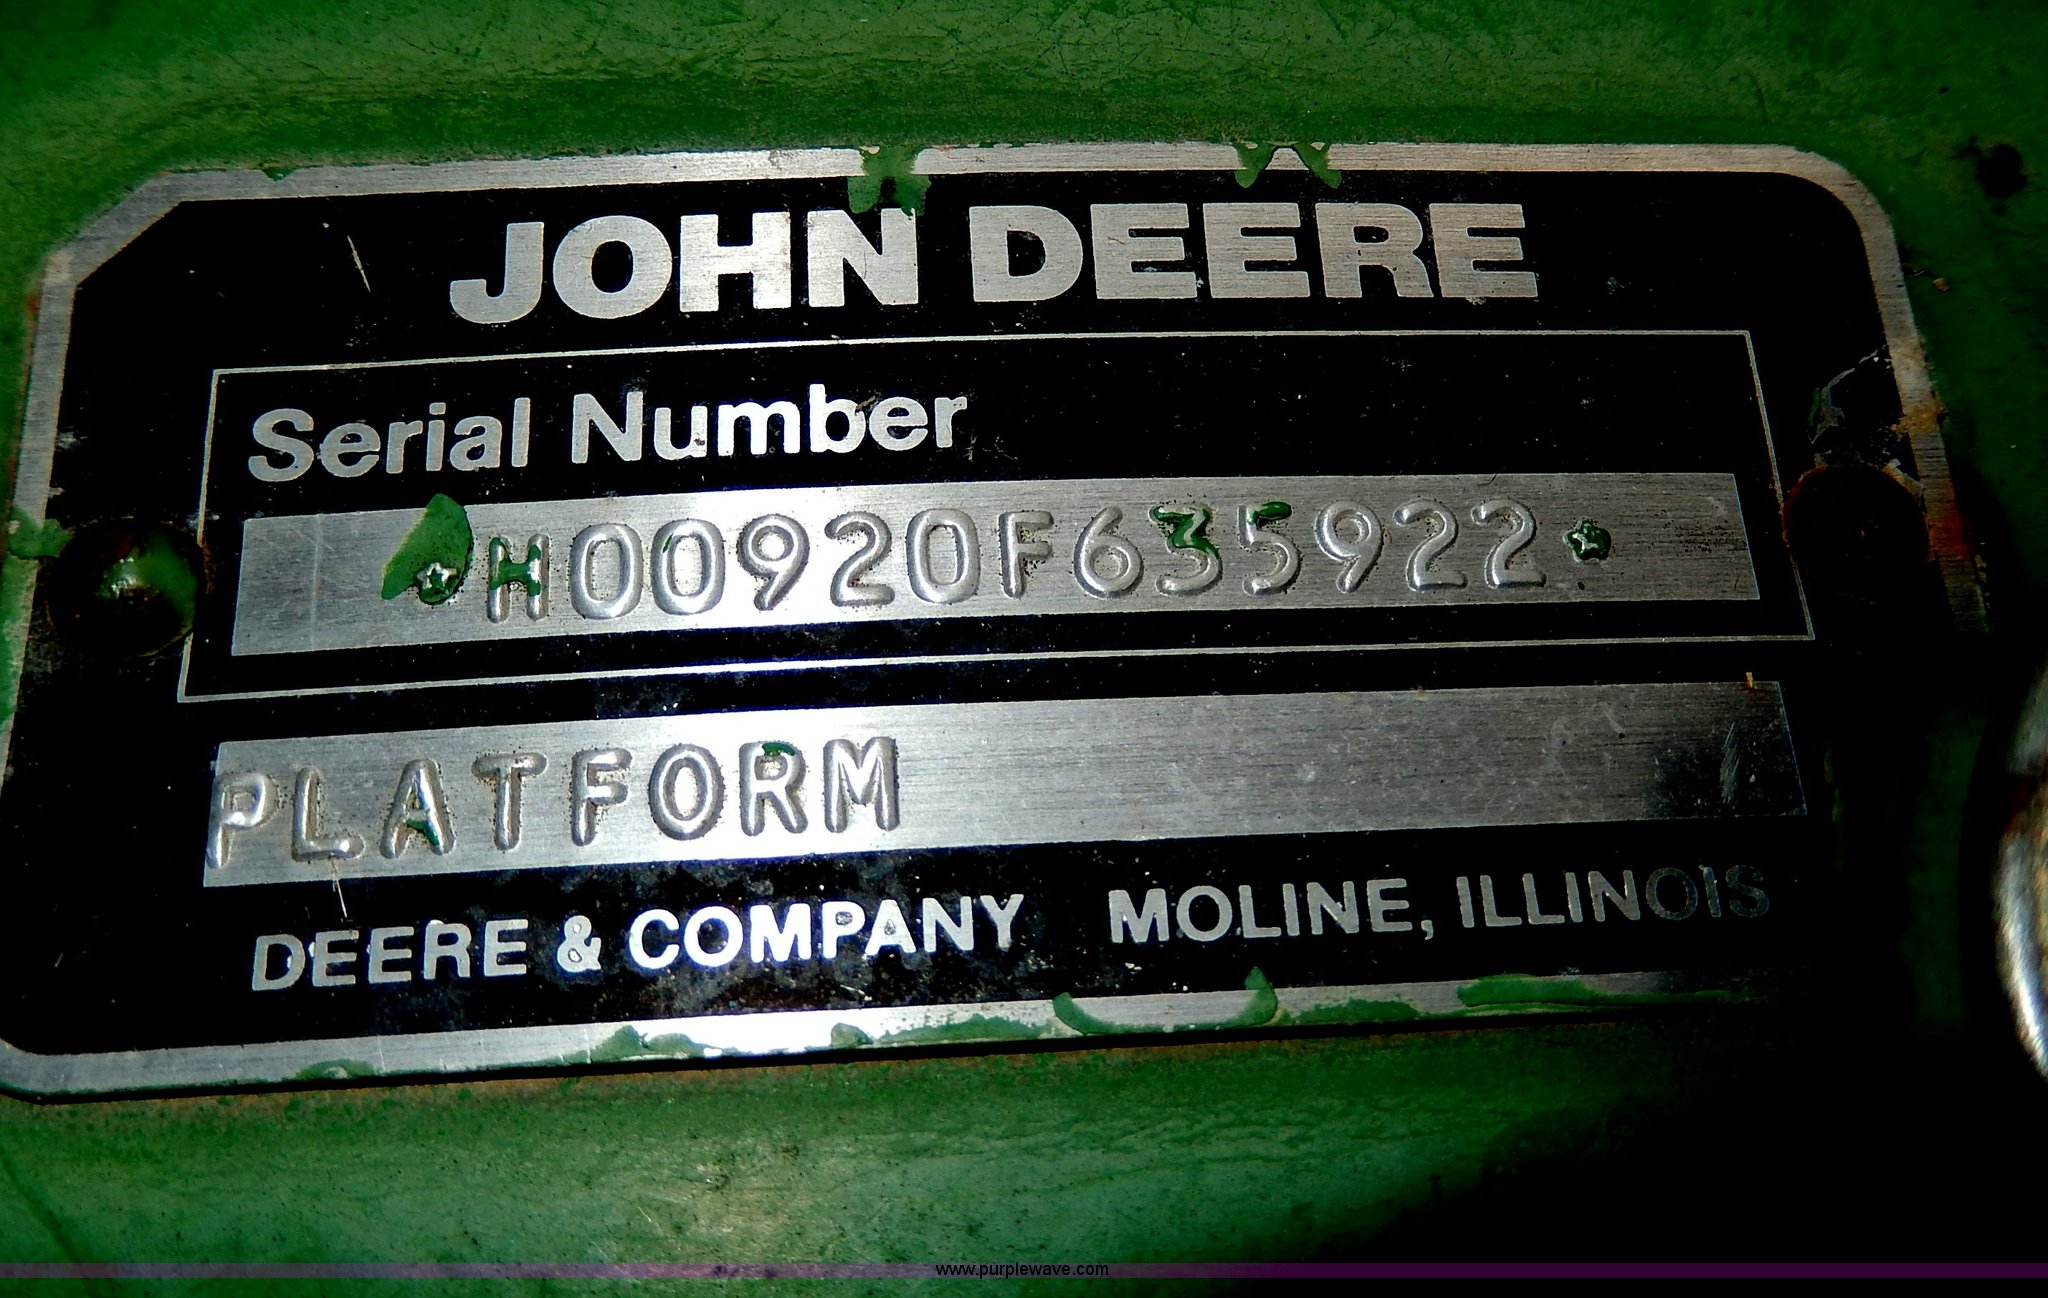 JOHN DEERE
Serial Number
*H00920F635922*
PLATFORM
DEERE & COMPANY MOLINE, ILLINOIS
www.purplewave.com